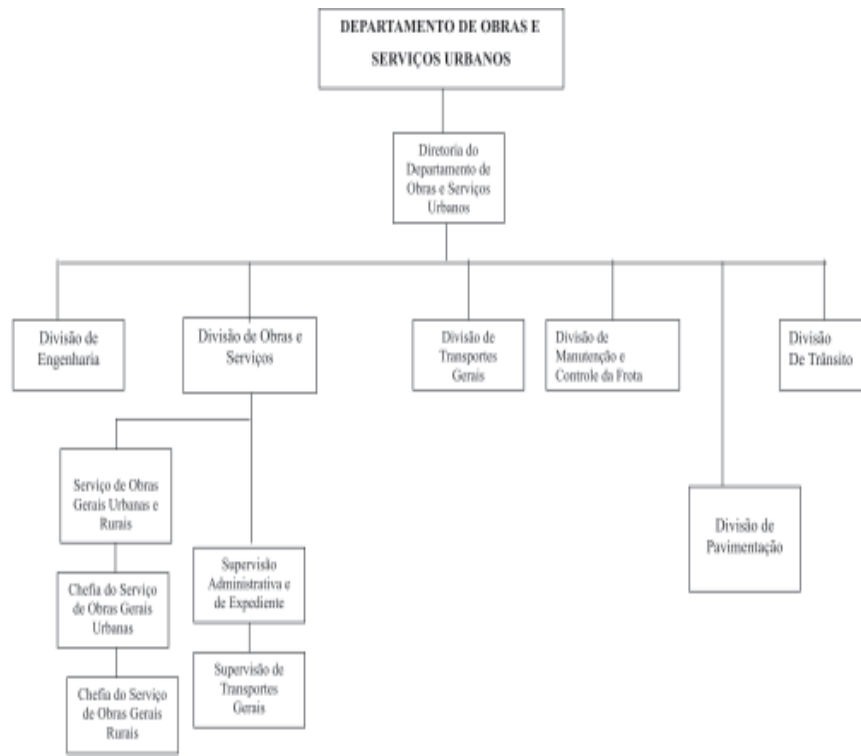 DEPARTAMENTO DE OBRAS E
SERVIÇOS URBANOS
Diretoria do
Departamento de
Obras e Serviços
Urbanos
Divisão de
Engenharia
Divisão de Obras e
Serviços
Divisão de
Transportes
Gerais
Divisão de
Manutenção e
Controle da Frota
Divisão
De Trânsito
Serviço de Obras
Gerais Urbanas e
Rurais
Divisão de
Pavimentação
Supervisão
Administrativa e
de Expediente
Chefia do Serviço
de Obras Gerais
Urbanas
Supervisão de
Transportes
Gerais
Chefia do Serviço
de Obras Gerais
Rurais